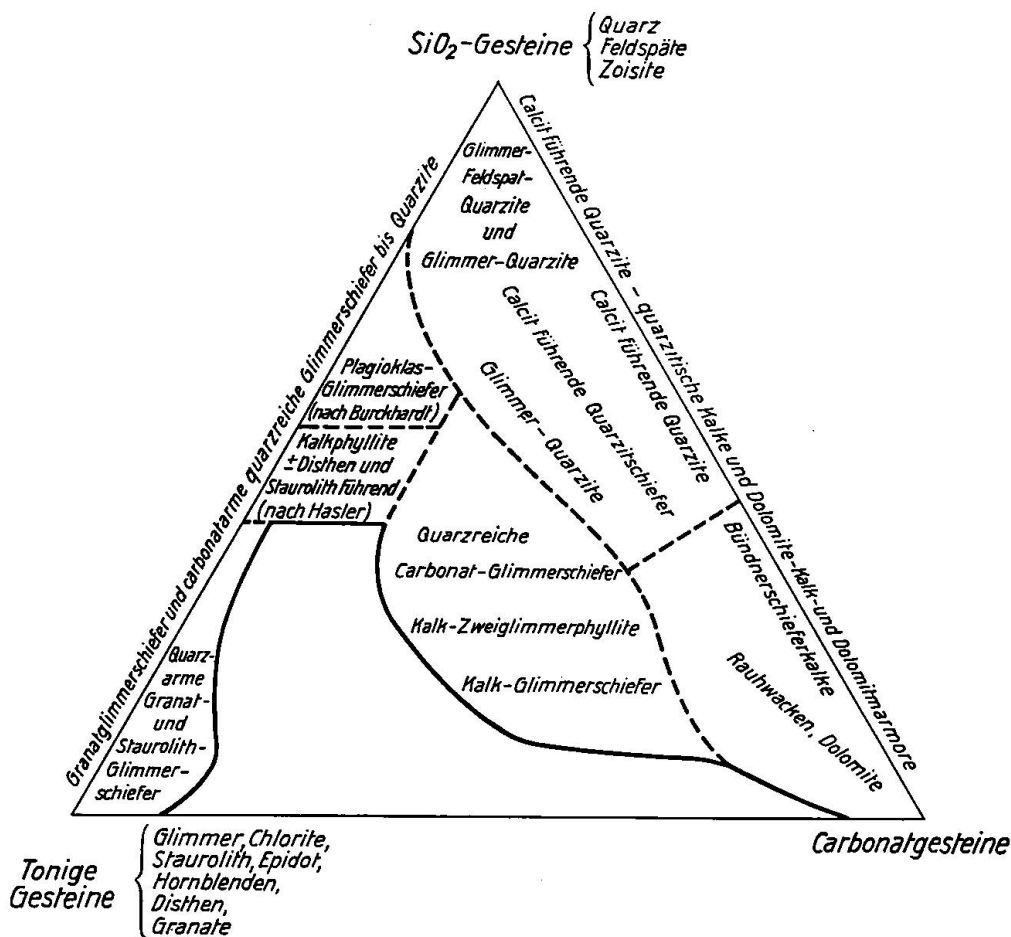 SiO2-Gesteine
Quarz
Feldspäte
Zoisite
Granatglimmerschiefer und carbonatarme quarzreiche Glimmerschiefer bis Quarzite
Calcit führende Quarzite - quarzitische Kalke und Dolomite-Kalk-und Dolomitmarmore
Glimmer-
Feldspat-
Quarzite
und
Glimmer-Quarzite
Calcit führende Quarzite
Calcit führende Quarzitschiefer
Glimmer-Quarzite
Plagioklas-
Glimmerschiefer
(nach Burckhardt)
Kalkphyllite
± Disthen und
Staurolith führend
(nach Hasler)
Quarzreiche
Carbonat-Glimmerschiefer
Kalk-Zweiglimmerphyllite
Kalk-Glimmerschiefer
Bündnerschieferkalke
Rauhwacken, Dolomite
Quarz-
arme
Granat-
und
Staurolith-
Glimmer-
schiefer
Tonige
Gesteine
Glimmer, Chlorite,
Staurolith, Epidot,
Hornblenden,
Disthen,
Granate
Carbonatgesteine